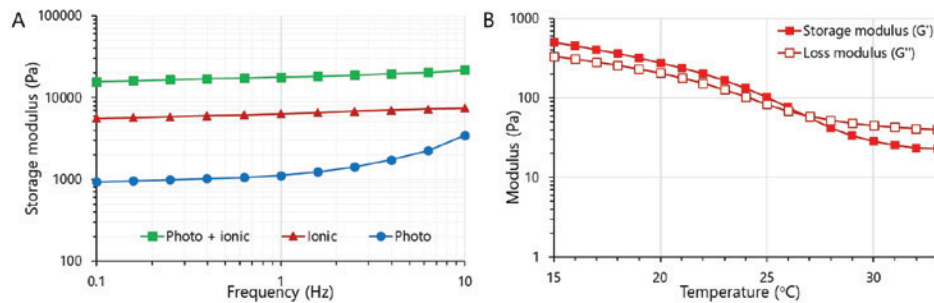 A
Storage modulus (Pa)
100000
10000
1000
100
0.1
1
10
Frequency (Hz)
Photo + ionic
Ionic
Photo
B
Modulus (Pa)
1000
100
10
1
15
20
25
30
Temperature (°C)
Storage modulus (G')
Loss modulus (G'')